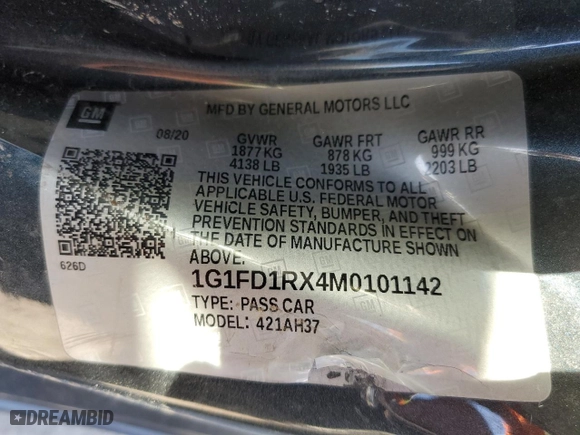 GM
MFD BY GENERAL MOTORS LLC
08/20 GVWR GAWR FRT GAWR RR
1877 KG 878 KG 999 KG
4138 LB 1935 LB 2203 LB
THIS VEHICLE CONFORMS TO ALL
APPLICABLE U.S. FEDERAL MOTOR
VEHICLE SAFETY, BUMPER, AND THEFT
PREVENTION STANDARDS IN EFFECT ON
THE DATE OF MANUFACTURE SHOWN
ABOVE.
626D
1G1FD1RX4M0101142
TYPE: PASS CAR
MODEL: 421AH37
DREAMBID